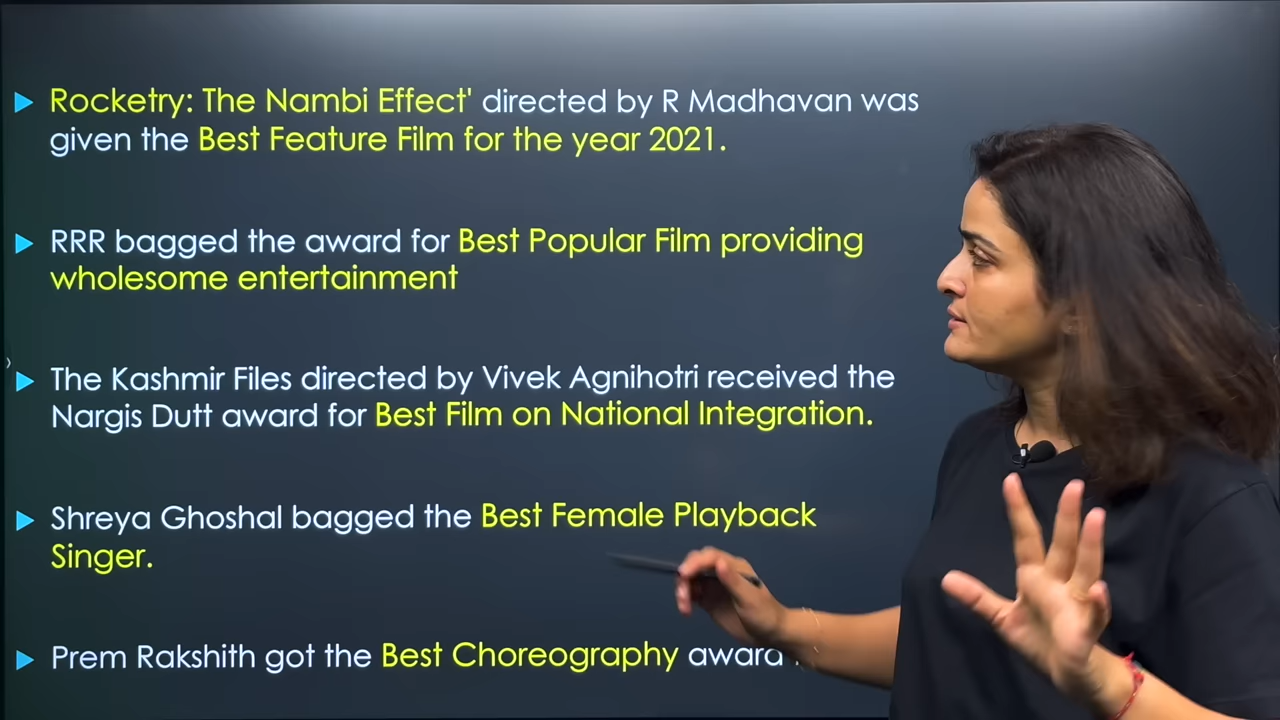 Rocketry: The Nambi Effect' directed by R Madhavan was
given the Best Feature Film for the year 2021.
RRR bagged the award for Best Popular Film providing
wholesome entertainment
The Kashmir Files directed by Vivek Agnihotri received the
Nargis Dutt award for Best Film on National Integration.
Shreya Ghoshal bagged the Best Female Playback
Singer.
Prem Rakshith got the Best Choreography award